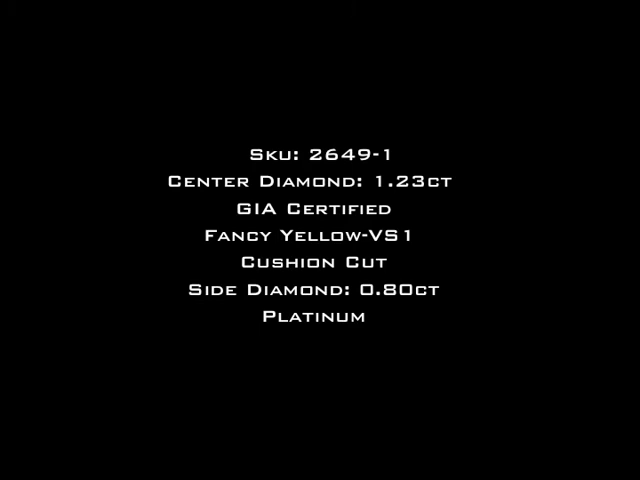 Sku: 2649-1
Center Diamond: 1.23ct
GIA Certified
Fancy Yellow-VS1
Cushion Cut
Side Diamond: 0.80ct
Platinum